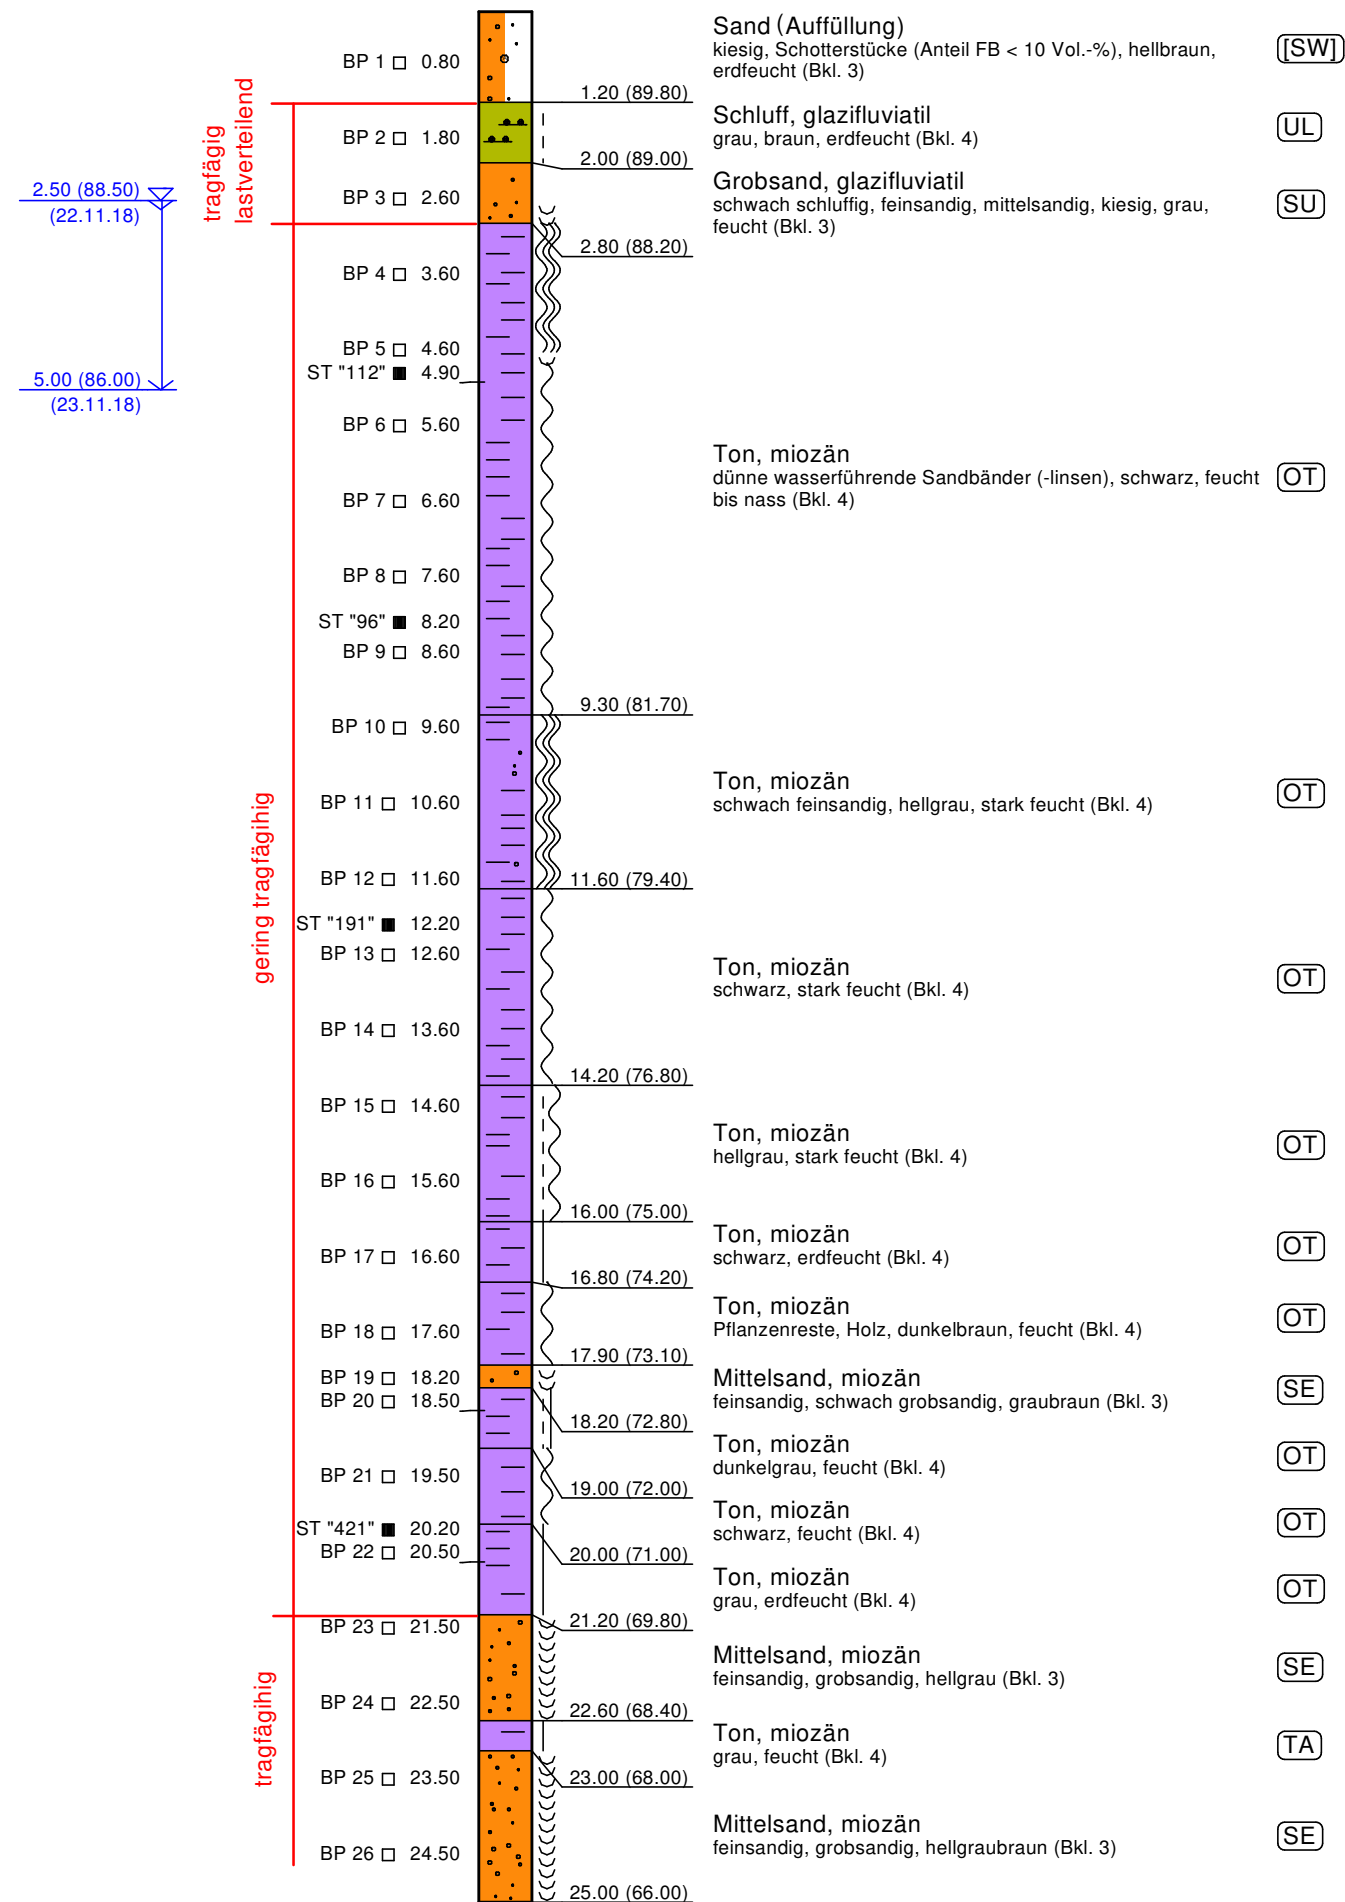 Sand (Auffüllung)
kiesig, Schotterstücke (Anteil FB < 10 Vol.-%), hellbraun,
erdfeucht (Bkl. 3)
[SW]
BP 1 0.80
1.20 (89.80)
Schluff, glazifluviatil
grau, braun, erdfeucht (Bkl. 4)
UL
BP 2 1.80
2.00 (89.00)
tragfägig
lastverteilend
Grobsand, glazifluviatil
schwach schluffig, feinsandig, mittelsandig, kiesig, grau,
feucht (Bkl. 3)
SU
2.50 (88.50)
(22.11.18)
BP 3 2.60
2.80 (88.20)
BP 4 3.60
BP 5 4.60
ST "112" 4.90
5.00 (86.00)
(23.11.18)
BP 6 5.60
Ton, miozän
dünne wasserführende Sandbänder (-linsen), schwarz, feucht
bis nass (Bkl. 4)
OT
BP 7 6.60
BP 8 7.60
ST "96" 8.20
BP 9 8.60
9.30 (81.70)
BP 10 9.60
Ton, miozän
schwach feinsandig, hellgrau, stark feucht (Bkl. 4)
OT
BP 11 10.60
gering tragfägihig
BP 12 11.60
11.60 (79.40)
ST "191" 12.20
BP 13 12.60
Ton, miozän
schwarz, stark feucht (Bkl. 4)
OT
BP 14 13.60
14.20 (76.80)
BP 15 14.60
Ton, miozän
hellgrau, stark feucht (Bkl. 4)
OT
BP 16 15.60
16.00 (75.00)
Ton, miozän
schwarz, erdfeucht (Bkl. 4)
OT
BP 17 16.60
16.80 (74.20)
Ton, miozän
Pflanzenreste, Holz, dunkelbraun, feucht (Bkl. 4)
OT
BP 18 17.60
17.90 (73.10)
BP 19 18.20
Mittelsand, miozän
feinsandig, schwach grobsandig, graubraun (Bkl. 3)
SE
BP 20 18.50
18.20 (72.80)
Ton, miozän
dunkelgrau, feucht (Bkl. 4)
OT
BP 21 19.50
19.00 (72.00)
Ton, miozän
schwarz, feucht (Bkl. 4)
OT
ST "421" 20.20
BP 22 20.50
20.00 (71.00)
Ton, miozän
grau, erdfeucht (Bkl. 4)
OT
21.20 (69.80)
BP 23 21.50
Mittelsand, miozän
feinsandig, grobsandig, hellgrau (Bkl. 3)
SE
BP 24 22.50
22.60 (68.40)
tragfägihig
Ton, miozän
grau, feucht (Bkl. 4)
TA
BP 25 23.50
23.00 (68.00)
Mittelsand, miozän
feinsandig, grobsandig, hellgraubraun (Bkl. 3)
SE
BP 26 24.50
25.00 (66.00)